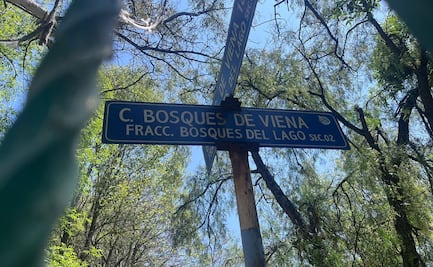 C. BOSQUES DE VIENA
FRACC. BOSQUES DEL LAGO SEC.02